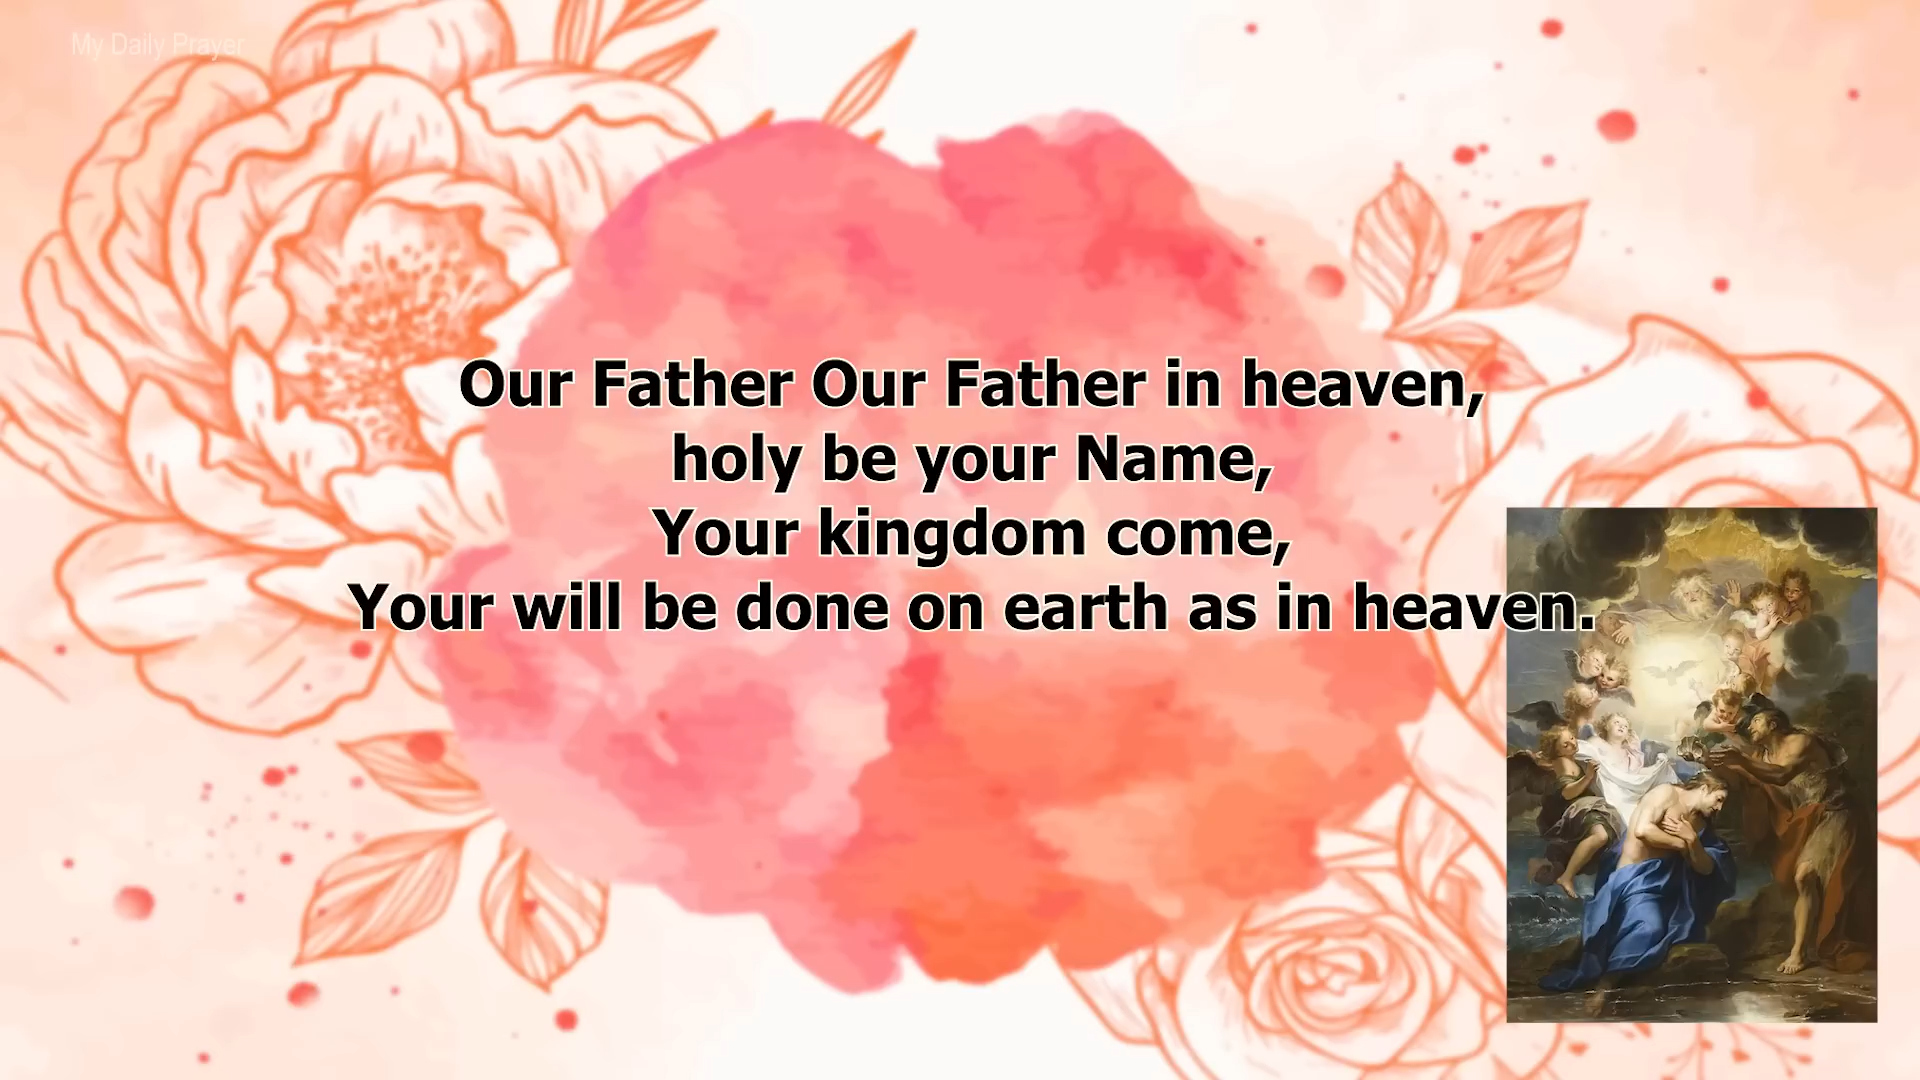 My Daily Prayer
Our Father Our Father in heaven,
holy be your Name,
Your kingdom come,
Your will be done on earth as in heaven.